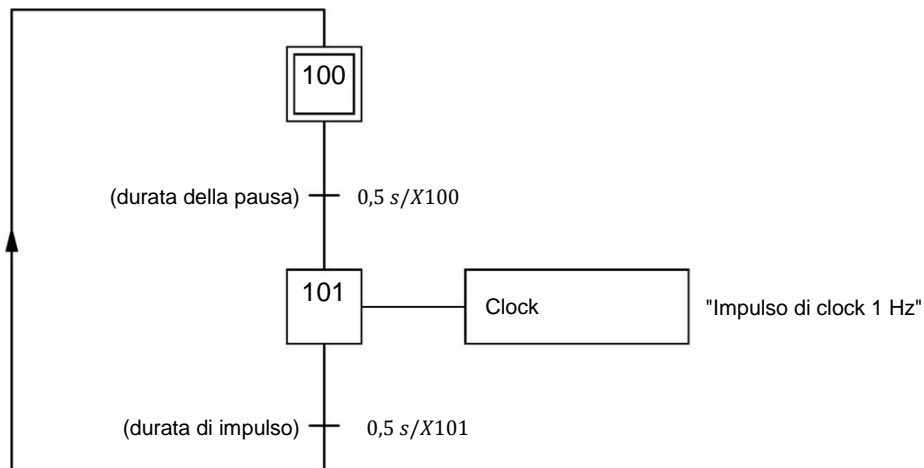 100
(durata della pausa) 0,5 s/X100
101
Clock
"Impulso di clock 1 Hz"
(durata di impulso) 0,5 s/X101